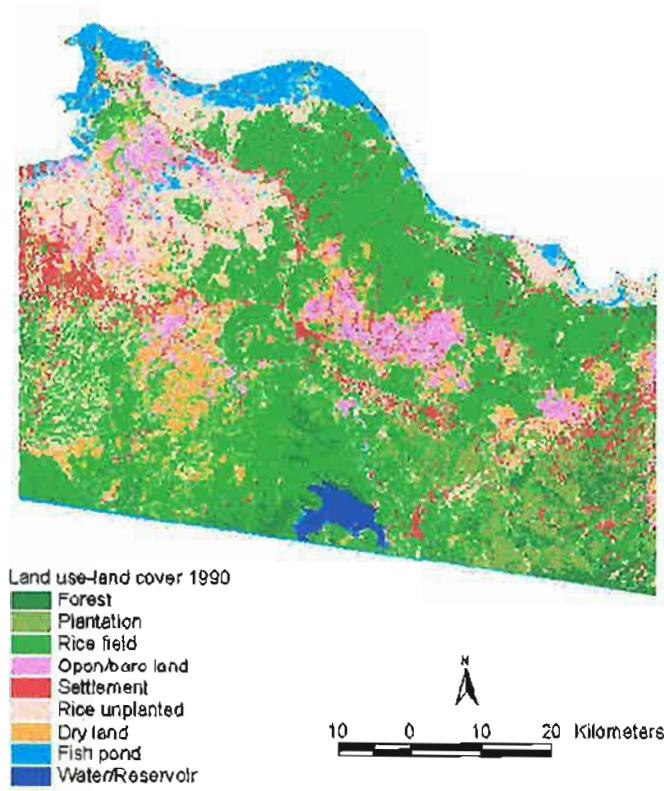 Land use-land cover 1990
Forest
Plantation
Rice field
Open/bare land
Settlement
Rice unplanted
Dry land
Fish pond
Water/Reservoir
N
10 0 10 20 Kilometers